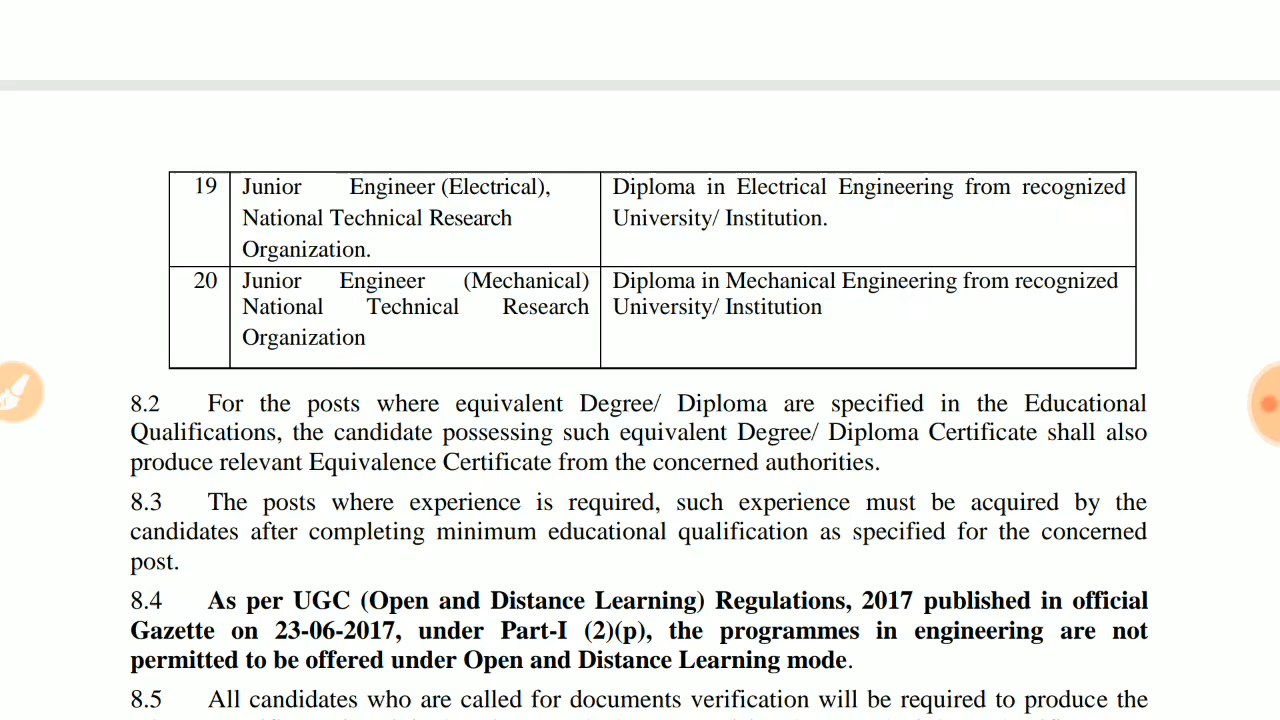 19 Junior Engineer (Electrical), Diploma in Electrical Engineering from recognized
National Technical Research University/ Institution.
Organization.
20 Junior Engineer (Mechanical) Diploma in Mechanical Engineering from recognized
National Technical Research University/ Institution
Organization
8.2 For the posts where equivalent Degree/ Diploma are specified in the Educational
Qualifications, the candidate possessing such equivalent Degree/ Diploma Certificate shall also
produce relevant Equivalence Certificate from the concerned authorities.
8.3 The posts where experience is required, such experience must be acquired by the
candidates after completing minimum educational qualification as specified for the concerned
post.
8.4 As per UGC (Open and Distance Learning) Regulations, 2017 published in official
Gazette on 23-06-2017, under Part-I (2)(p), the programmes in engineering are not
permitted to be offered under Open and Distance Learning mode.
8.5 All candidates who are called for documents verification will be required to produce the